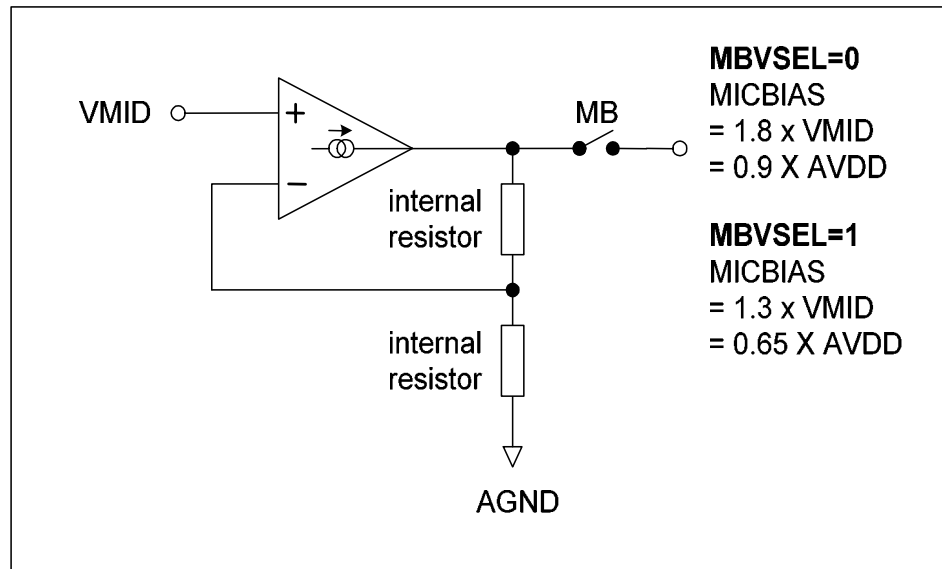 VMID
+
−
MB
internal
resistor
internal
resistor
AGND
MBVSEL=0
MICBIAS
= 1.8 x VMID
= 0.9 X AVDD
MBVSEL=1
MICBIAS
= 1.3 x VMID
= 0.65 X AVDD